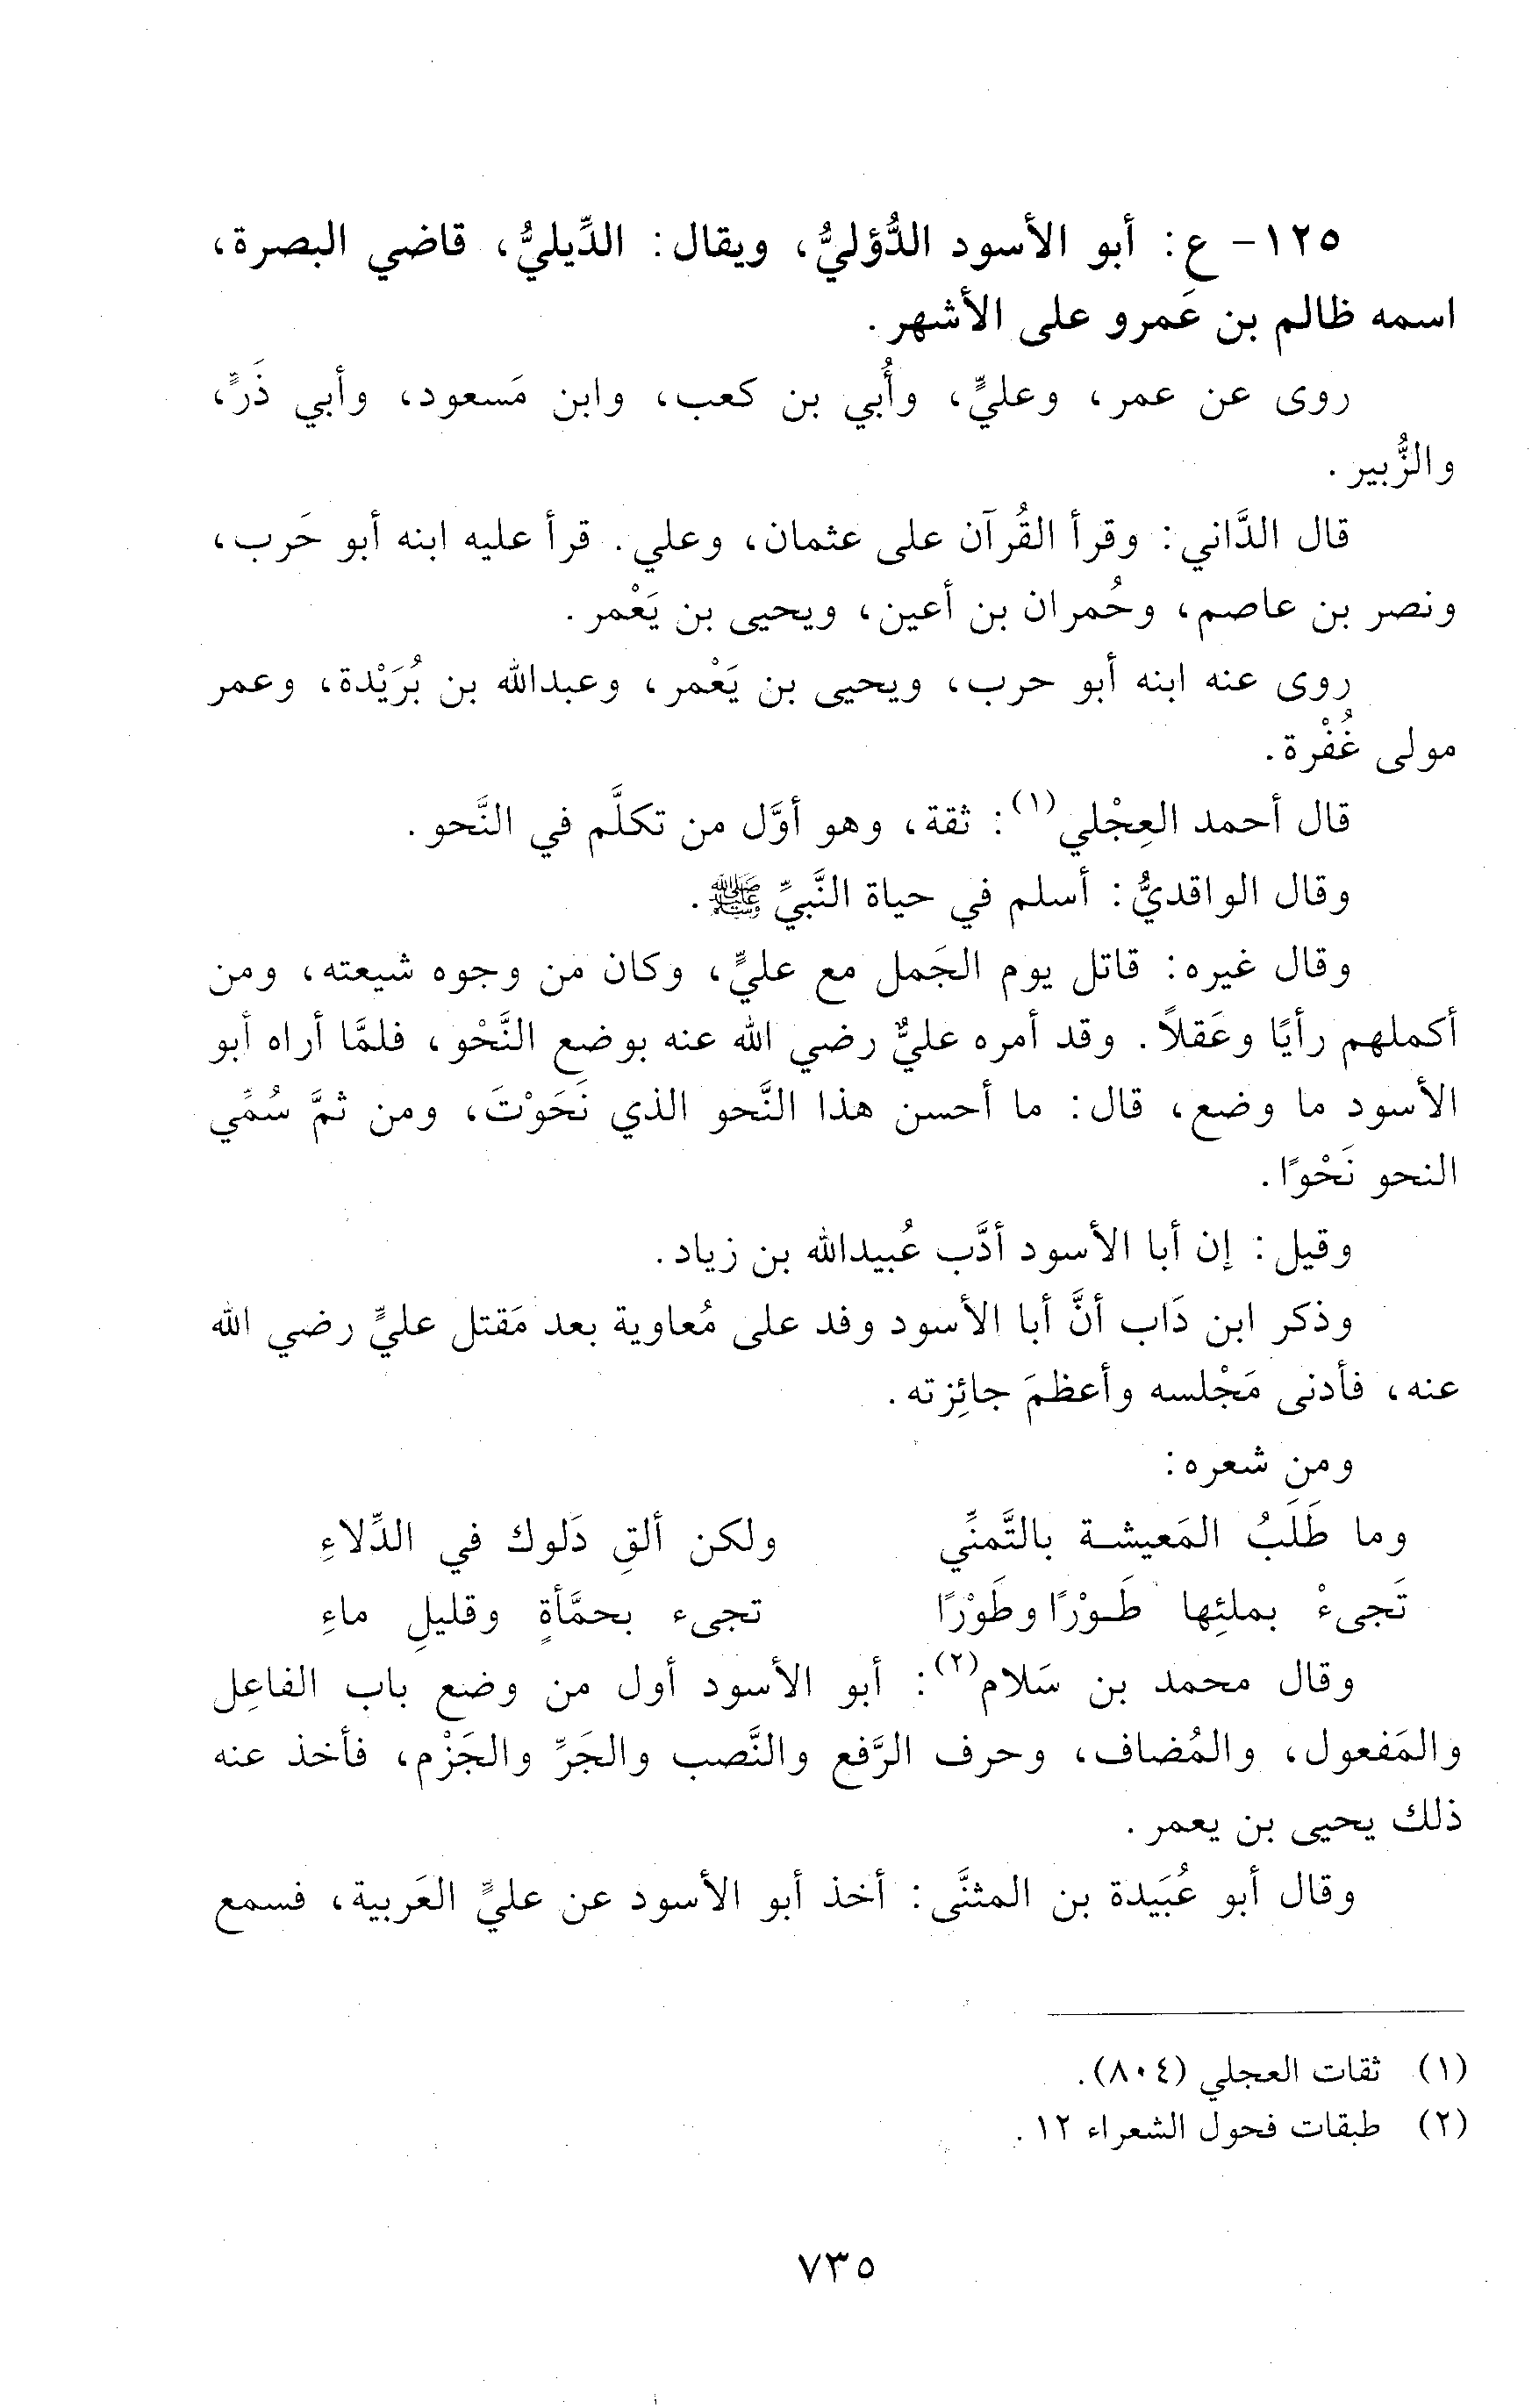 ١٢٥- ع: أبو الأسود الدُّؤليُّ، ويقال: الدِّيليُّ، قاضي البصرة،
اسمه ظالم بن عَمرو على الأشهر.
روى عن عمر، وعليٍّ، وأُبي بن كعب، وابن مَسعود، وأبي ذَرٍّ،
والزُّبير.
قال الدَّاني: وقرأ القُرآن على عثمان، وعلي. قرأ عليه ابنه أبو حَرب،
ونصر بن عاصم، وحُمران بن أعين، ويحيى بن يَعْمر.
روى عنه ابنه أبو حرب، ويحيى بن يَعْمر، وعبدالله بن بُرَيْدة، وعمر
مولى غُفْرة.
قال أحمد العِجْلي(١): ثقة، وهو أوَّل من تكلَّم في النَّحو.
وقال الواقديُّ: أسلم في حياة النَّبيِّ ﷺ.
وقال غيره: قاتل يوم الجَمل مع عليٍّ، وكان من وجوه شيعته، ومن
أكملهم رأيًا وعَقلاً. وقد أمره عليٌّ رضي الله عنه بوضع النَّحْو، فلمَّا أراه أبو
الأسود ما وضع، قال: ما أحسن هذا النَّحو الذي نَحَوْتَ، ومن ثمَّ سُمِّي
النحو نَحْوًا.
وقيل: إن أبا الأسود أدَّب عُبيدالله بن زياد.
وذكر ابن دَاب أنَّ أبا الأسود وفد على مُعاوية بعد مَقتل عليٍّ رضي الله
عنه، فأدنى مَجْلسه وأعظمَ جائِزته.
ومن شعره:
وما طَلَبُ المَعيشة بالتَّمنِّي ولكن ألقِ دَلوك في الدِّلاءِ
تَجىءْ بملئِها طَوْرًا وطَوْرًا تجىء بحمَّأةٍ وقليلِ ماءِ
وقال محمد بن سَلام(٢): أبو الأسود أول من وضع باب الفاعِل
والمَفعول، والمُضاف، وحرف الرَّفع والنَّصب والجَرِّ والجَزْم، فأخذ عنه
ذلك يحيى بن يعمر.
وقال أبو عُبَيدة بن المثنَّى: أخذ أبو الأسود عن عليٍّ العَربية، فسمع
(١) ثقات العجلي (٨٠٤).
(٢) طبقات فحول الشعراء ١٢.
٧٣٥